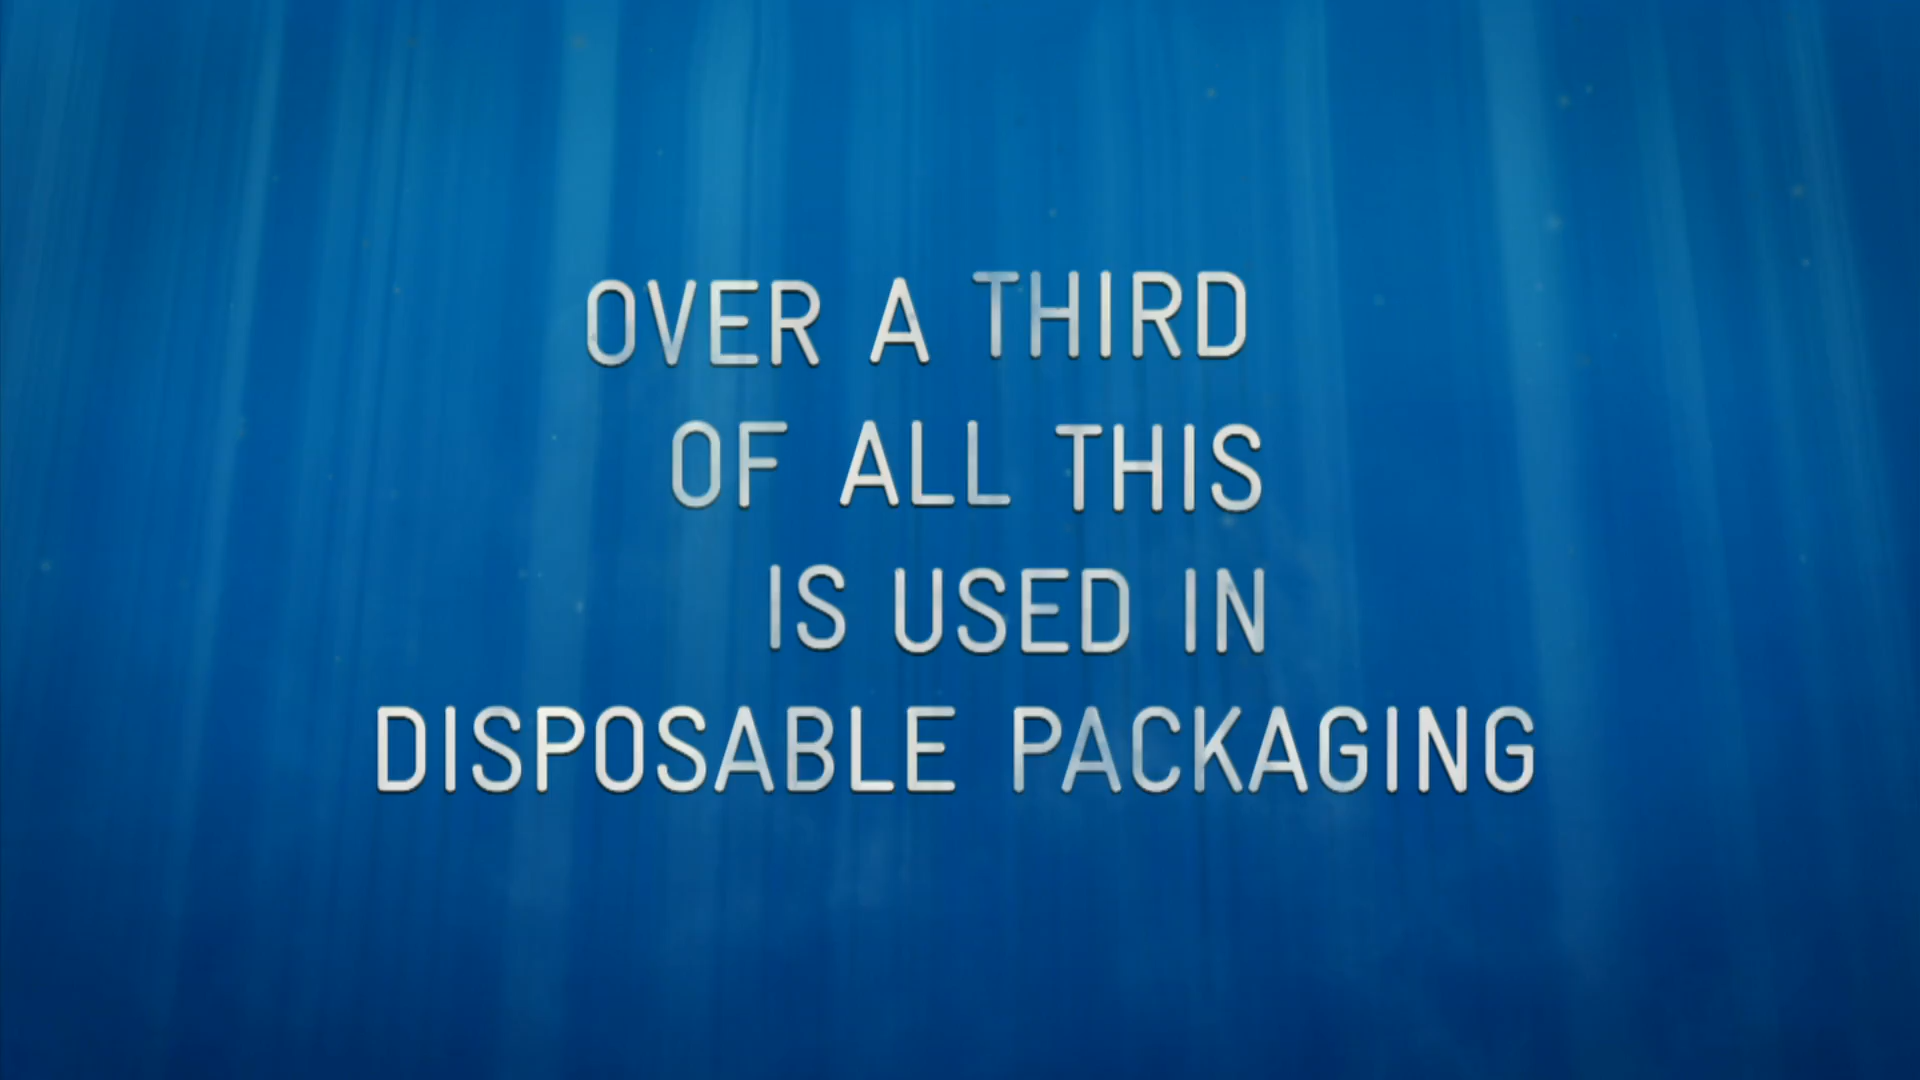 OVER A THIRD
OF ALL THIS
IS USED IN
DISPOSABLE PACKAGING